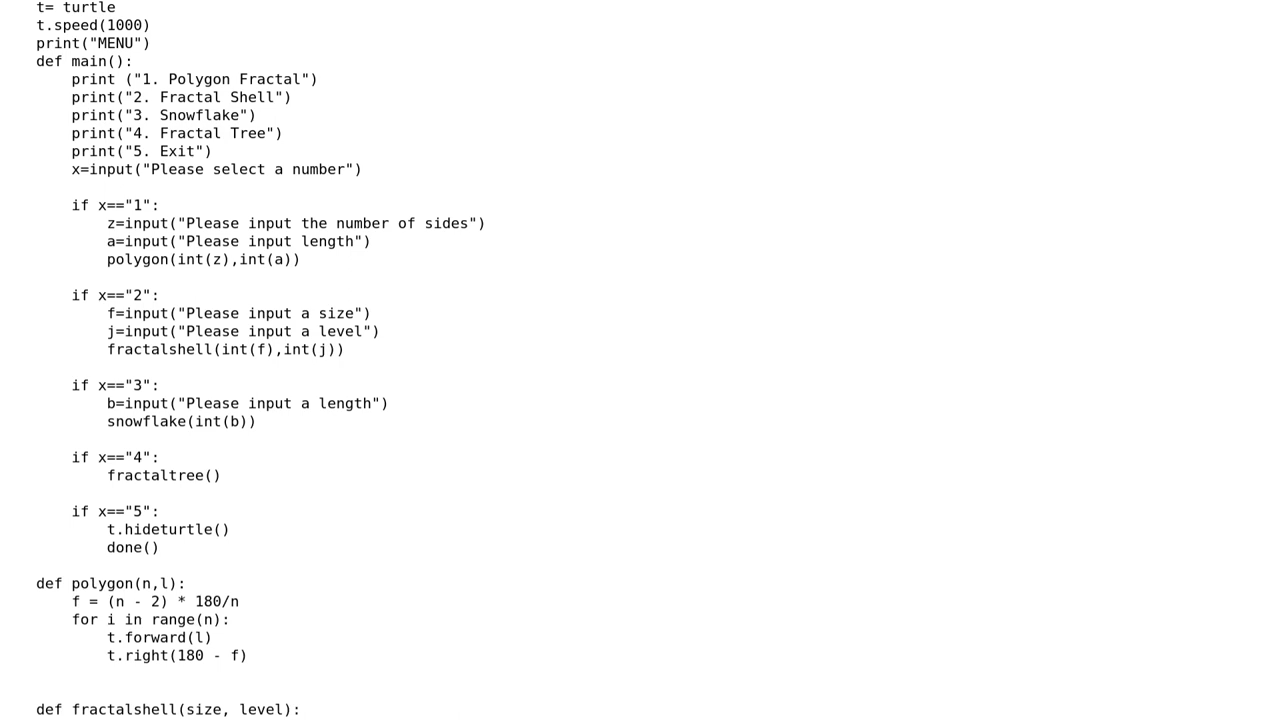 t= turtle
t.speed(1000)
print("MENU")
def main():
    print ("1. Polygon Fractal")
    print("2. Fractal Shell")
    print("3. Snowflake")
    print("4. Fractal Tree")
    print("5. Exit")
    x=input("Please select a number")

    if x=="1":
        z=input("Please input the number of sides")
        a=input("Please input length")
        polygon(int(z),int(a))

    if x=="2":
        f=input("Please input a size")
        j=input("Please input a level")
        fractalshell(int(f),int(j))

    if x=="3":
        b=input("Please input a length")
        snowflake(int(b))

    if x=="4":
        fractaltree()

    if x=="5":
        t.hideturtle()
        done()

def polygon(n,l):
    f = (n - 2) * 180/n
    for i in range(n):
        t.forward(l)
        t.right(180 - f)


def fractalshell(size, level):